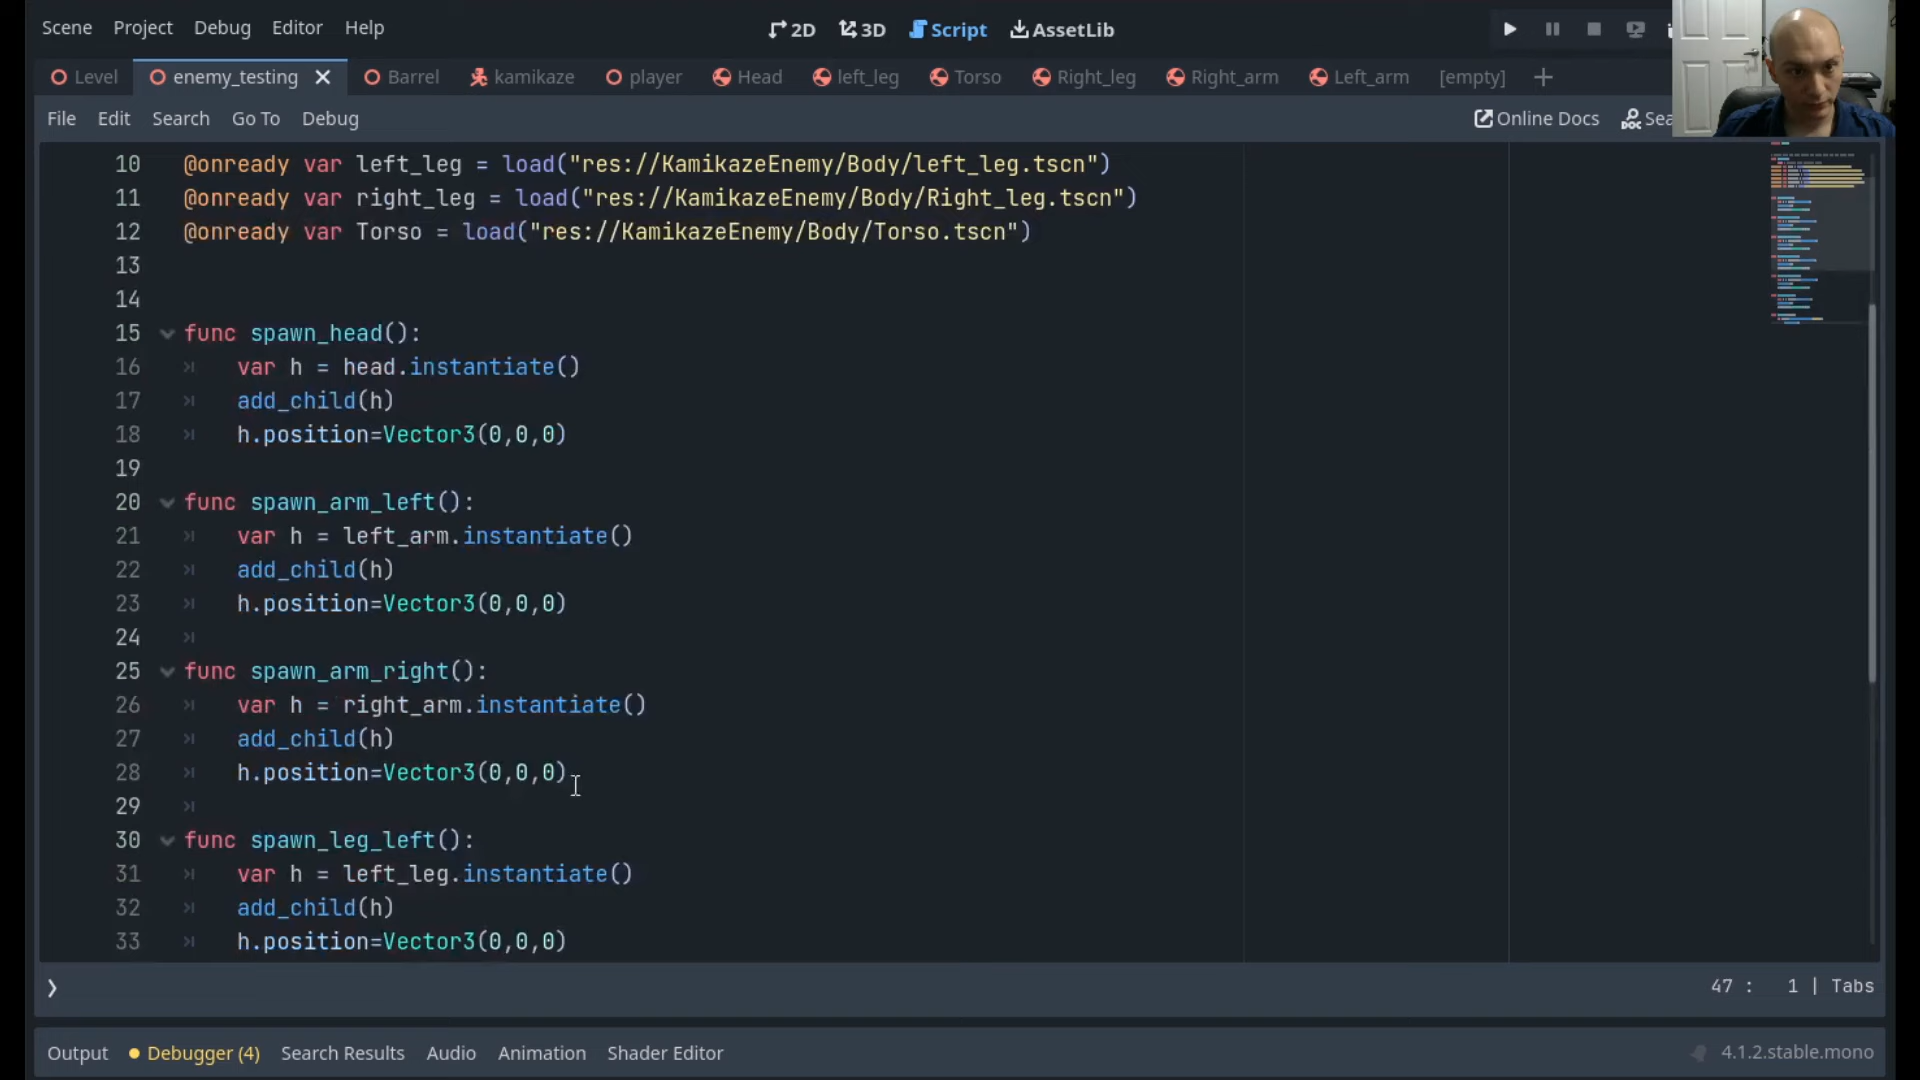 Scene Project Debug Editor Help 2D 3D Script AssetLib
Level enemy_testing Barrel kamikaze player Head left_leg Torso Right_leg Right_arm Left_arm [empty] +
File Edit Search Go To Debug Online Docs Sea
10 @onready var left_leg = load("res://KamikazeEnemy/Body/left_leg.tscn")
11 @onready var right_leg = load("res://KamikazeEnemy/Body/Right_leg.tscn")
12 @onready var Torso = load("res://KamikazeEnemy/Body/Torso.tscn")
13
14
15 func spawn_head():
16 var h = head.instantiate()
17 add_child(h)
18 h.position=Vector3(0,0,0)
19
20 func spawn_arm_left():
21 var h = left_arm.instantiate()
22 add_child(h)
23 h.position=Vector3(0,0,0)
24
25 func spawn_arm_right():
26 var h = right_arm.instantiate()
27 add_child(h)
28 h.position=Vector3(0,0,0)
29
30 func spawn_leg_left():
31 var h = left_leg.instantiate()
32 add_child(h)
33 h.position=Vector3(0,0,0)
47 : 1 | Tabs
Output Debugger (4) Search Results Audio Animation Shader Editor 4.1.2.stable.mono